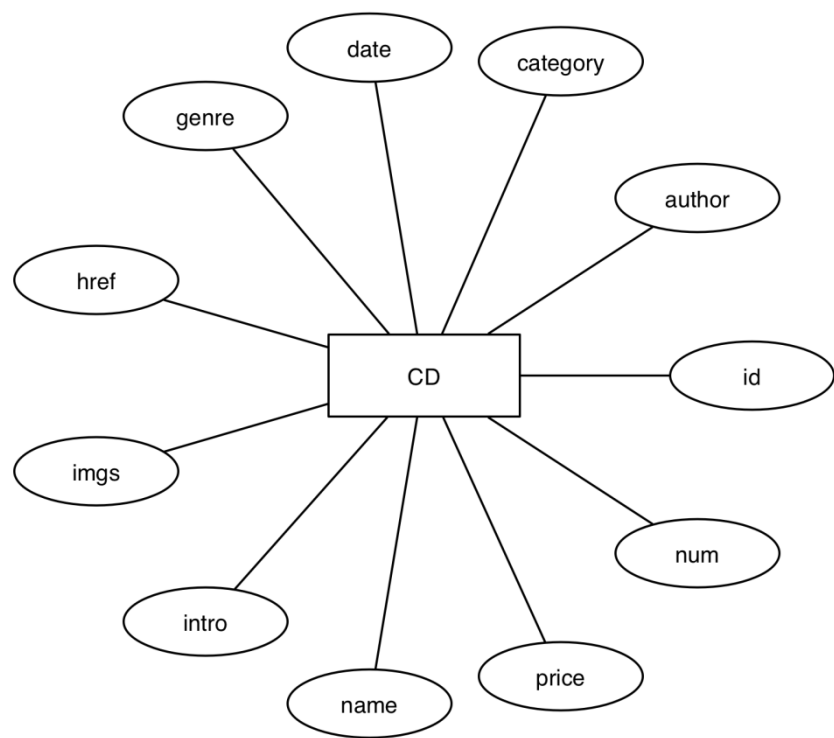 date
category
genre
author
href
CD
id
imgs
num
intro
price
name